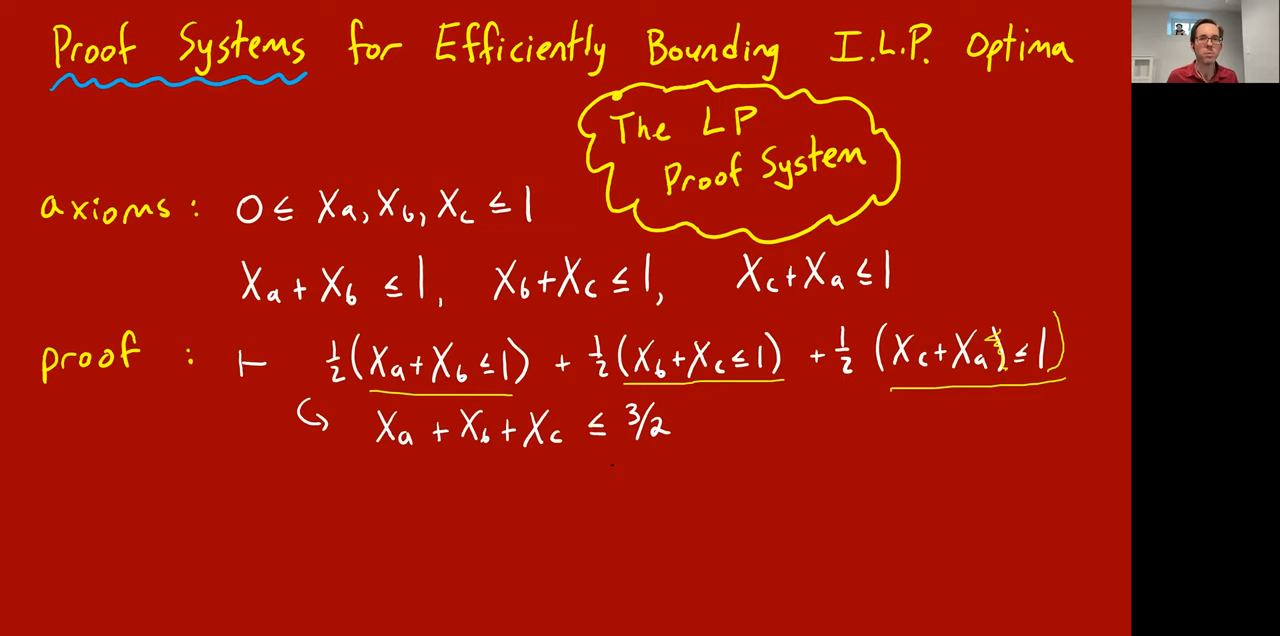 Proof Systems for Efficiently Bounding I.L.P. Optima
The LP
Proof System
axioms: 0 ≤ Xa, Xb, Xc ≤ 1
Xa + Xb ≤ 1, Xb + Xc ≤ 1, Xc + Xa ≤ 1
proof: ⊢ 1/2 (Xa + Xb ≤ 1) + 1/2 (Xb + Xc ≤ 1) + 1/2 (Xc + Xa ≤ 1)
↪ Xa + Xb + Xc ≤ 3/2